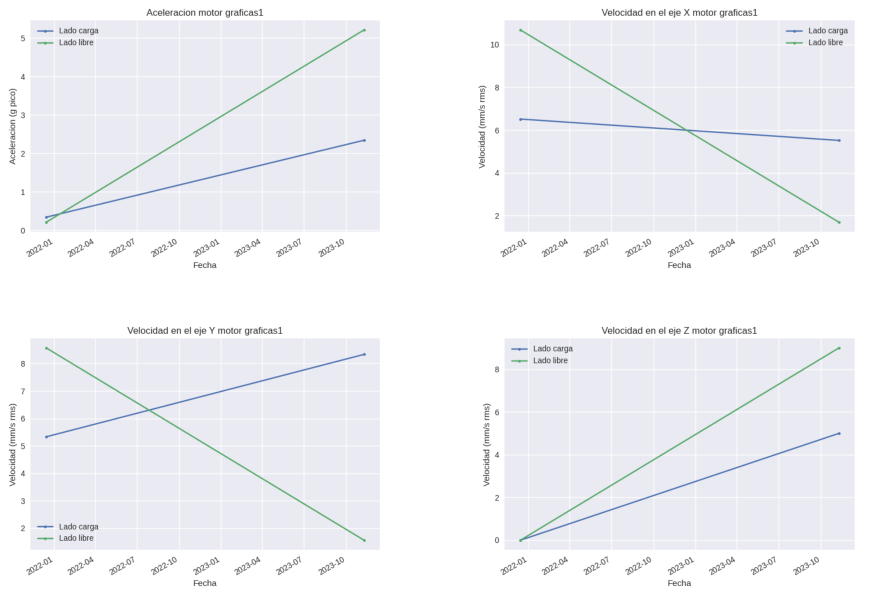 Aceleracion motor graficas1
Lado carga
Lado libre
5
4
3
2
1
0
Aceleracion (g pico)
2022-01
2022-04
2022-07
2022-10
2023-01
2023-04
2023-07
2023-10
Fecha
Velocidad en el eje X motor graficas1
Lado carga
Lado libre
10
8
6
4
2
Velocidad (mm/s rms)
2022-01
2022-04
2022-07
2022-10
2023-01
2023-04
2023-07
2023-10
Fecha
Velocidad en el eje Y motor graficas1
8
7
6
5
4
3
2
Velocidad (mm/s rms)
Lado carga
Lado libre
2022-01
2022-04
2022-07
2022-10
2023-01
2023-04
2023-07
2023-10
Fecha
Velocidad en el eje Z motor graficas1
Lado carga
Lado libre
8
6
4
2
0
Velocidad (mm/s rms)
2022-01
2022-04
2022-07
2022-10
2023-01
2023-04
2023-07
2023-10
Fecha